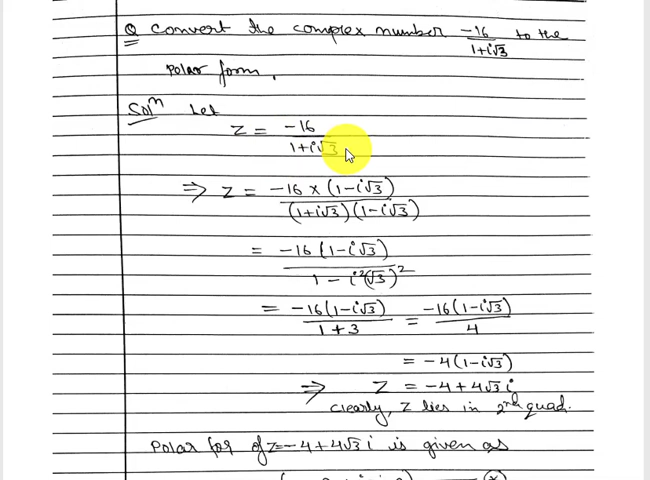 Q Convert the complex number -16/(1+i√3) to the
polar form.
Solⁿ Let
Z = -16/(1+i√3)
⇒ Z = -16 × (1-i√3)/((1+i√3)(1-i√3))
= -16(1-i√3)/(1 - i²(√3)²)
= -16(1-i√3)/(1+3) = -16(1-i√3)/4
= -4(1-i√3)
⇒ Z = -4+4√3 i
clearly, Z lies in 2nd quad.
Polar for of z=-4+4√3 i is given as